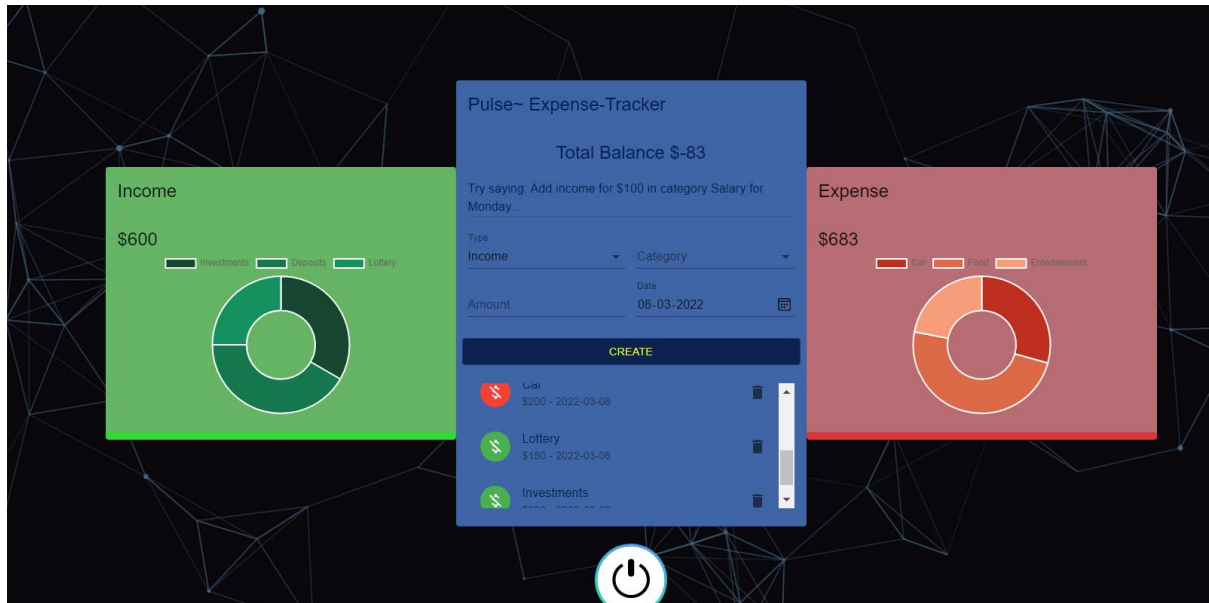 Pulse~ Expense-Tracker
Total Balance $-83
Try saying: Add income for $100 in category Salary for
Monday...
Type
Income
Category
Amount
Date
08-03-2022
CREATE
Car
$200 - 2022-03-08
Lottery
$150 - 2022-03-08
Investments
Income
$600
Investments Deposits Lottery
Expense
$683
Car Food Entertainment